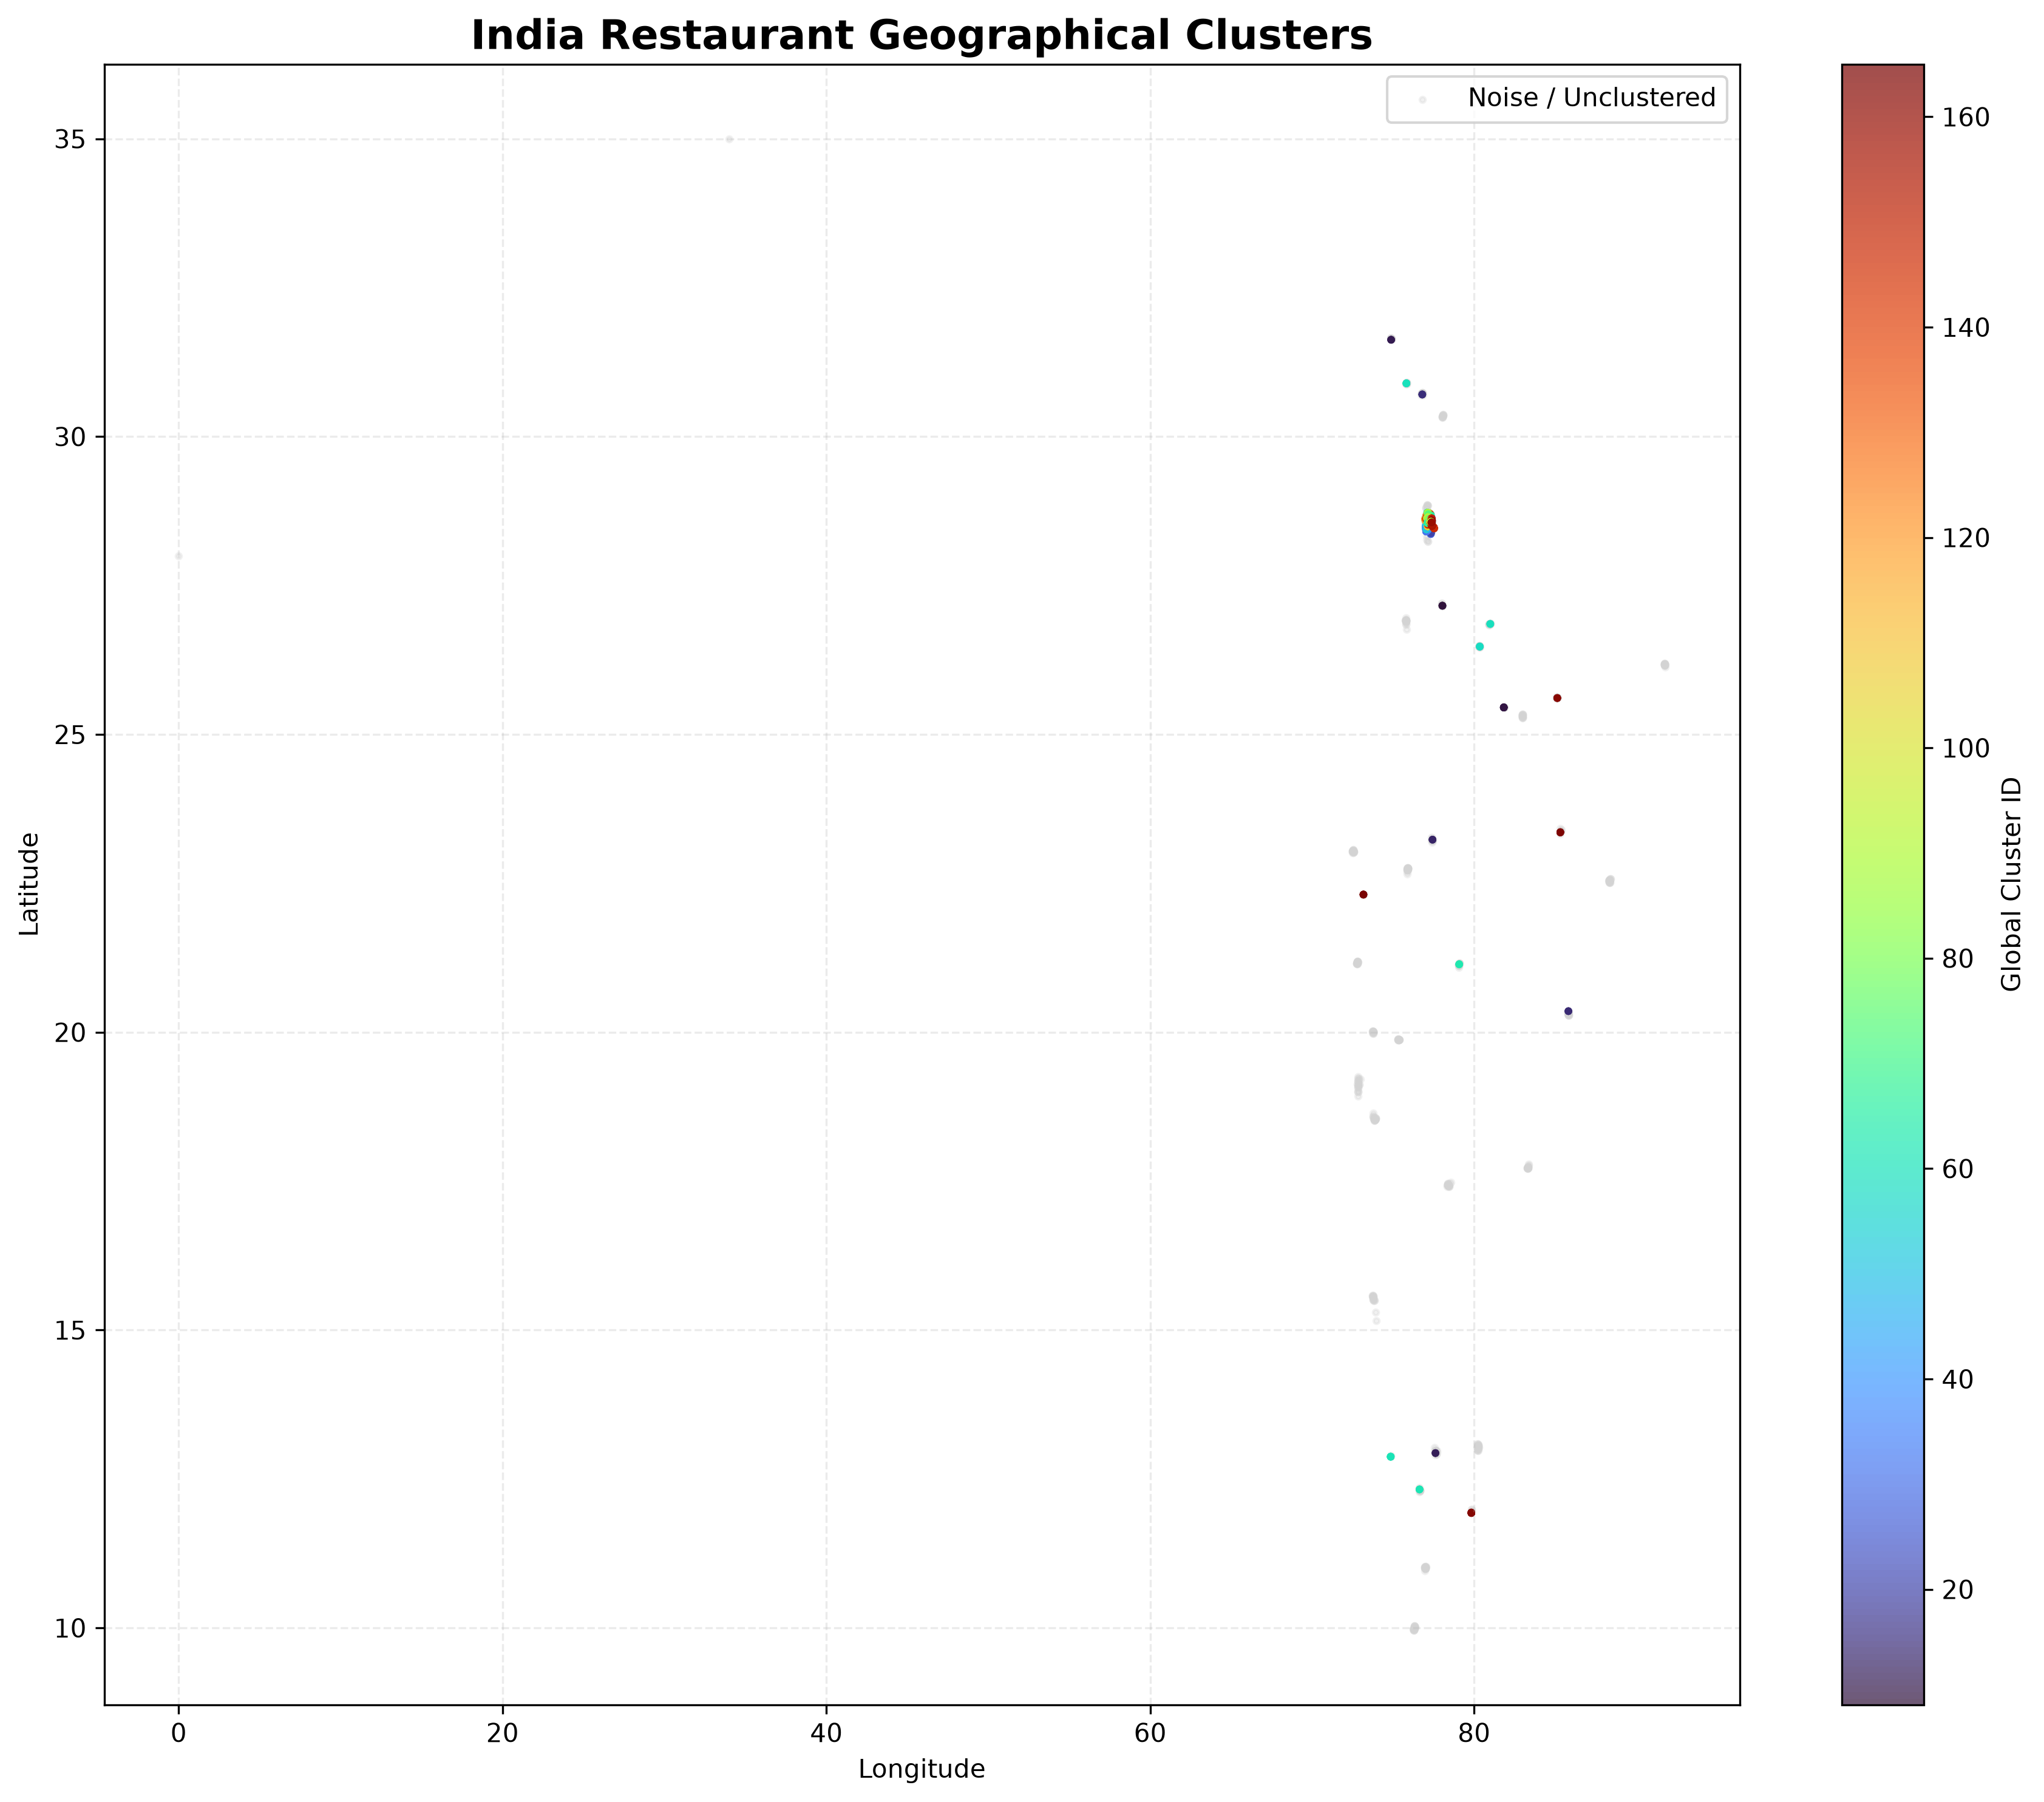 India Restaurant Geographical Clusters
Noise / Unclustered
35
30
25
20
15
10
Latitude
0 20 40 60 80
Longitude
160
140
120
100
80
60
40
20
Global Cluster ID